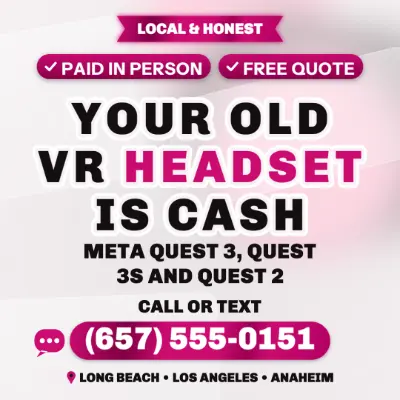 LOCAL & HONEST
PAID IN PERSON
FREE QUOTE
YOUR OLD
VR HEADSET
IS CASH
META QUEST 3, QUEST
3S AND QUEST 2
CALL OR TEXT
(657) 555-0151
LONG BEACH • LOS ANGELES • ANAHEIM